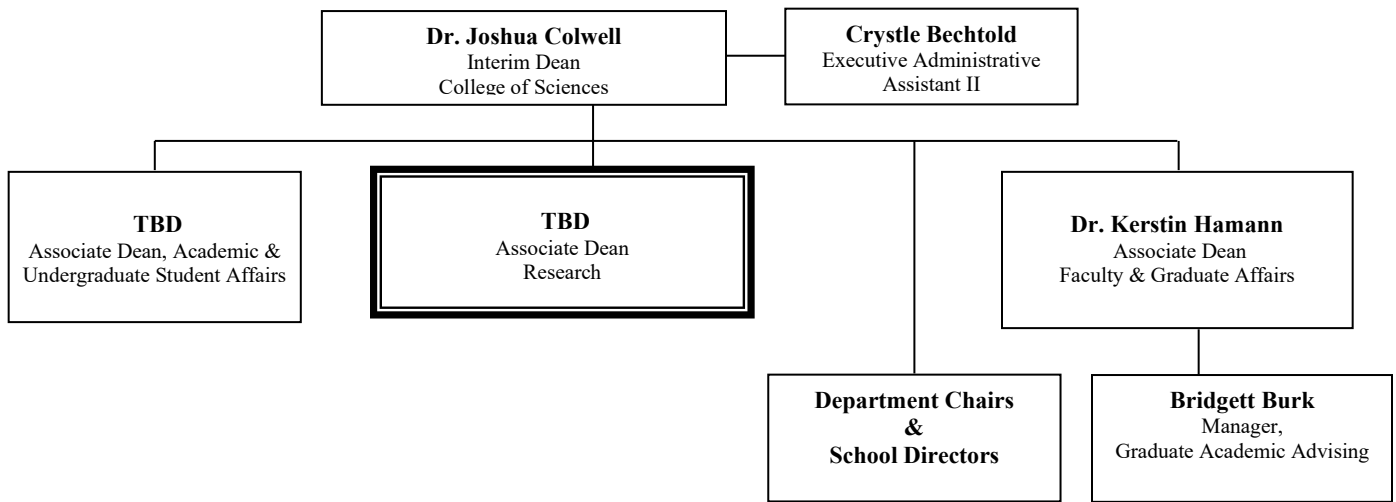 Dr. Joshua Colwell
Interim Dean
College of Sciences
Crystle Bechtold
Executive Administrative
Assistant II
TBD
Associate Dean, Academic &
Undergraduate Student Affairs
TBD
Associate Dean
Research
Dr. Kerstin Hamann
Associate Dean
Faculty & Graduate Affairs
Department Chairs
&
School Directors
Bridgett Burk
Manager,
Graduate Academic Advising